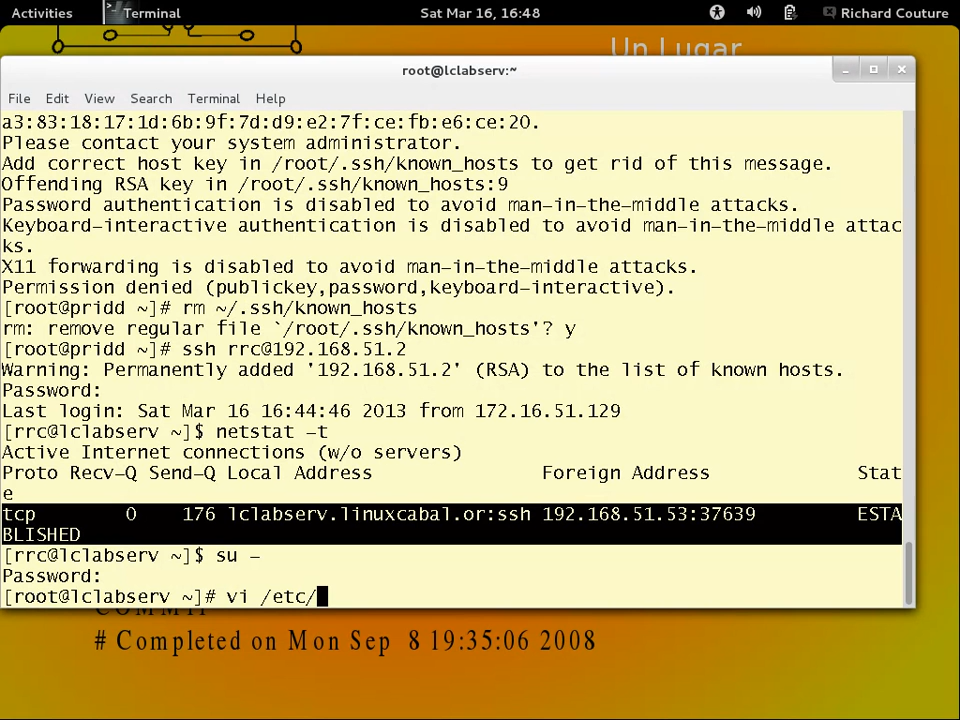 Activities Terminal Sat Mar 16, 16:48 Richard Couture
Un Lugar
root@lclabserv:~
File Edit View Search Terminal Help
a3:83:18:17:1d:6b:9f:7d:d9:e2:7f:ce:fb:e6:ce:20.
Please contact your system administrator.
Add correct host key in /root/.ssh/known_hosts to get rid of this message.
Offending RSA key in /root/.ssh/known_hosts:9
Password authentication is disabled to avoid man-in-the-middle attacks.
Keyboard-interactive authentication is disabled to avoid man-in-the-middle attac
ks.
X11 forwarding is disabled to avoid man-in-the-middle attacks.
Permission denied (publickey,password,keyboard-interactive).
[root@pridd ~]# rm ~/.ssh/known_hosts
rm: remove regular file `/root/.ssh/known_hosts'? y
[root@pridd ~]# ssh rrc@192.168.51.2
Warning: Permanently added '192.168.51.2' (RSA) to the list of known hosts.
Password:
Last login: Sat Mar 16 16:44:46 2013 from 172.16.51.129
[rrc@lclabserv ~]$ netstat -t
Active Internet connections (w/o servers)
Proto Recv-Q Send-Q Local Address Foreign Address Stat
e
tcp 0 176 lclabserv.linuxcabal.or:ssh 192.168.51.53:37639 ESTA
BLISHED
[rrc@lclabserv ~]$ su -
Password:
[root@lclabserv ~]# vi /etc/
COMMIT
# Completed on Mon Sep 8 19:35:06 2008